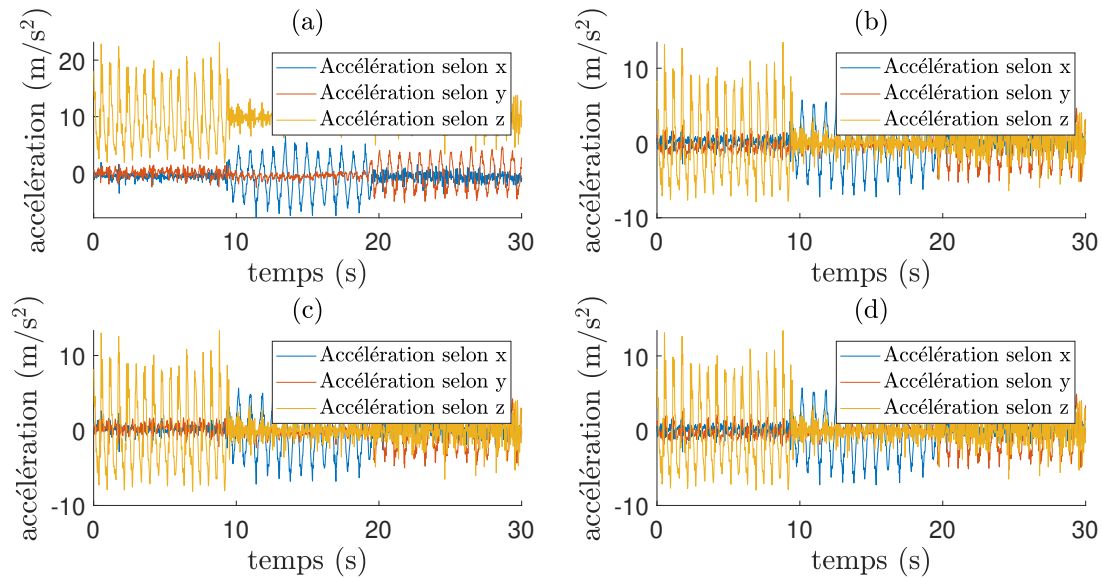 (a)
accélération (m/s²)
20
10
0
Accélération selon x
Accélération selon y
Accélération selon z
0 10 20 30
temps (s)
(b)
accélération (m/s²)
10
0
-10
Accélération selon x
Accélération selon y
Accélération selon z
0 10 20 30
temps (s)
(c)
accélération (m/s²)
10
0
-10
Accélération selon x
Accélération selon y
Accélération selon z
0 10 20 30
temps (s)
(d)
accélération (m/s²)
10
0
-10
Accélération selon x
Accélération selon y
Accélération selon z
0 10 20 30
temps (s)